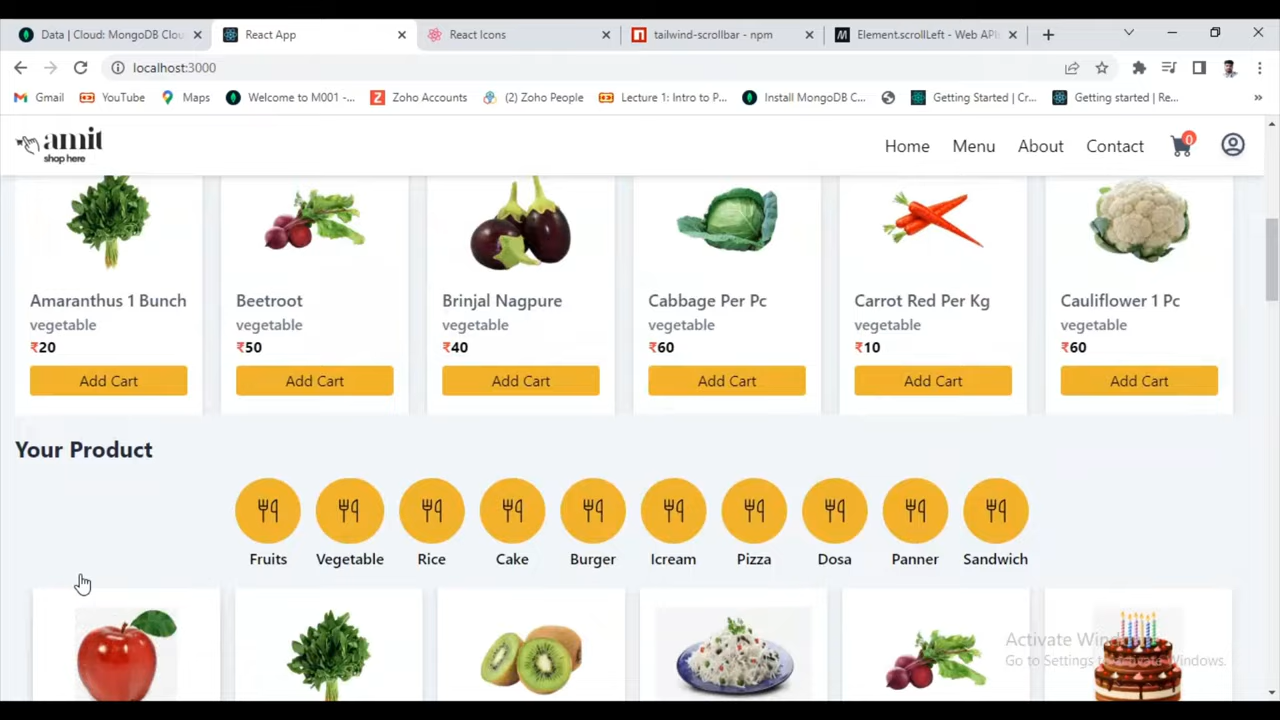 Data | Cloud: MongoDB Clou
React App
React Icons
tailwind-scrollbar - npm
Element.scrollLeft - Web APIs
localhost:3000
Gmail
YouTube
Maps
Welcome to M001 -...
Zoho Accounts
(2) Zoho People
Lecture 1: Intro to P...
Install MongoDB C...
Getting Started | Cr...
Getting started | Re...
»
amit
shop here
Home
Menu
About
Contact
0
Amaranthus 1 Bunch
vegetable
₹20
Add Cart
Beetroot
vegetable
₹50
Add Cart
Brinjal Nagpure
vegetable
₹40
Add Cart
Cabbage Per Pc
vegetable
₹60
Add Cart
Carrot Red Per Kg
vegetable
₹10
Add Cart
Cauliflower 1 Pc
vegetable
₹60
Add Cart
Your Product
Fruits
Vegetable
Rice
Cake
Burger
Icream
Pizza
Dosa
Panner
Sandwich
Activate Windows
Go to Settings to activate Windows.